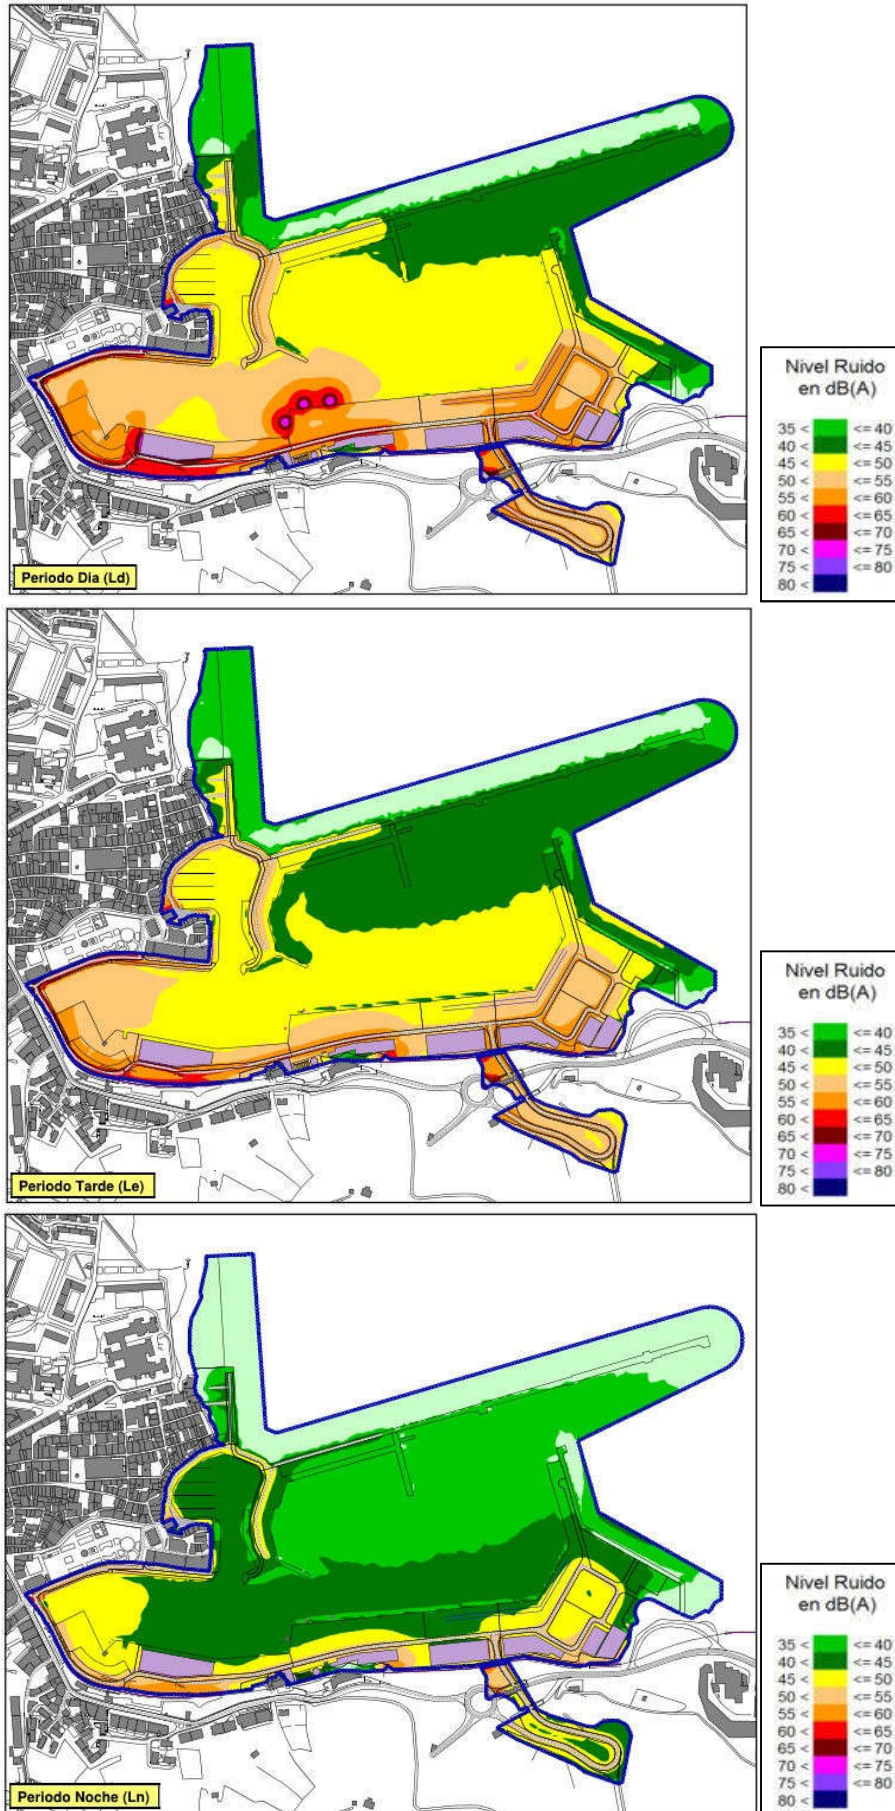 Nivel Ruido
en dB(A)
35 < <= 40
40 < <= 45
45 < <= 50
50 < <= 55
55 < <= 60
60 < <= 65
65 < <= 70
70 < <= 75
75 < <= 80
80 <
Periodo Dia (Ld)
Nivel Ruido
en dB(A)
35 < <= 40
40 < <= 45
45 < <= 50
50 < <= 55
55 < <= 60
60 < <= 65
65 < <= 70
70 < <= 75
75 < <= 80
80 <
Periodo Tarde (Le)
Nivel Ruido
en dB(A)
35 < <= 40
40 < <= 45
45 < <= 50
50 < <= 55
55 < <= 60
60 < <= 65
65 < <= 70
70 < <= 75
75 < <= 80
80 <
Periodo Noche (Ln)